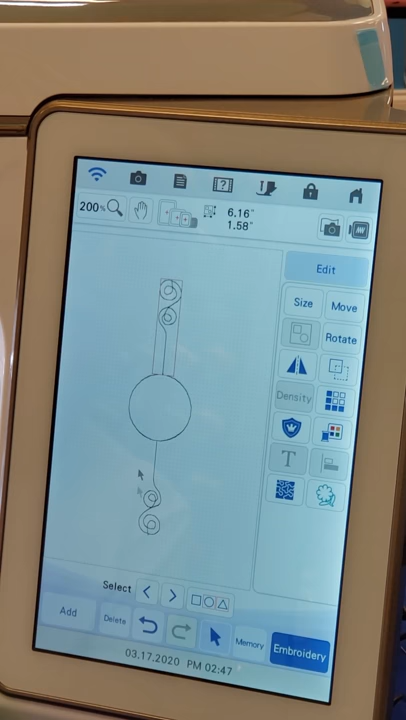 200%
6.16"
1.58"
Edit
Size Move
Rotate
Density
T
Select
Add Delete Memory Embroidery
03.17.2020 PM 02:47